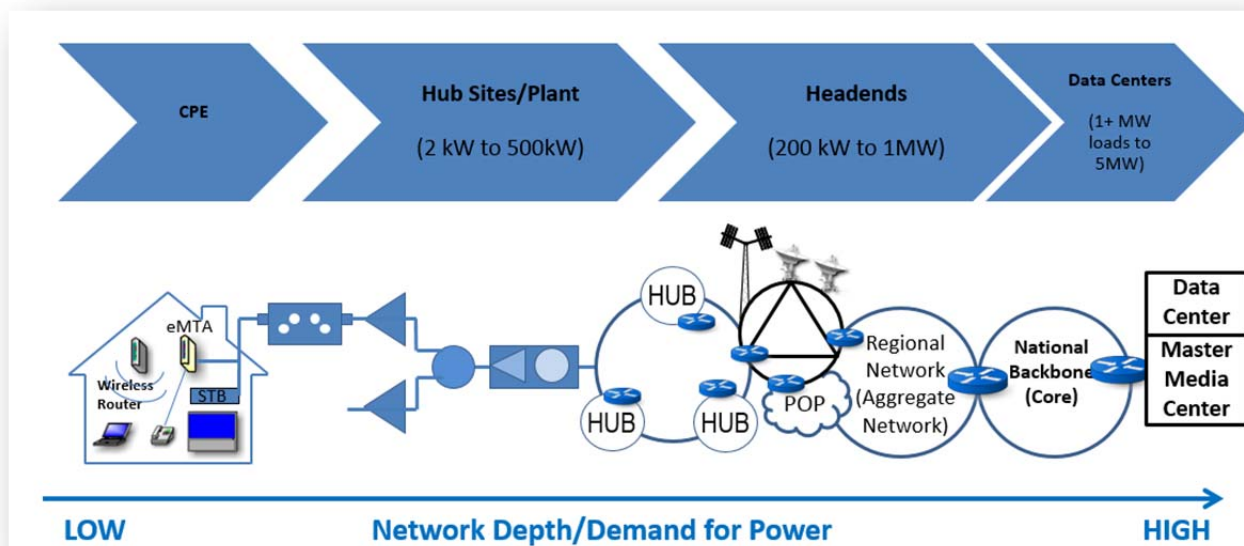 CPE
Hub Sites/Plant
(2 kW to 500kW)
Headends
(200 kW to 1MW)
Data Centers
(1+ MW
loads to
5MW)
eMTA
Wireless
Router
STB
HUB
HUB
HUB
POP
Regional
Network
(Aggregate
Network)
National
Backbone
(Core)
Data
Center
Master
Media
Center
LOW
Network Depth/Demand for Power
HIGH